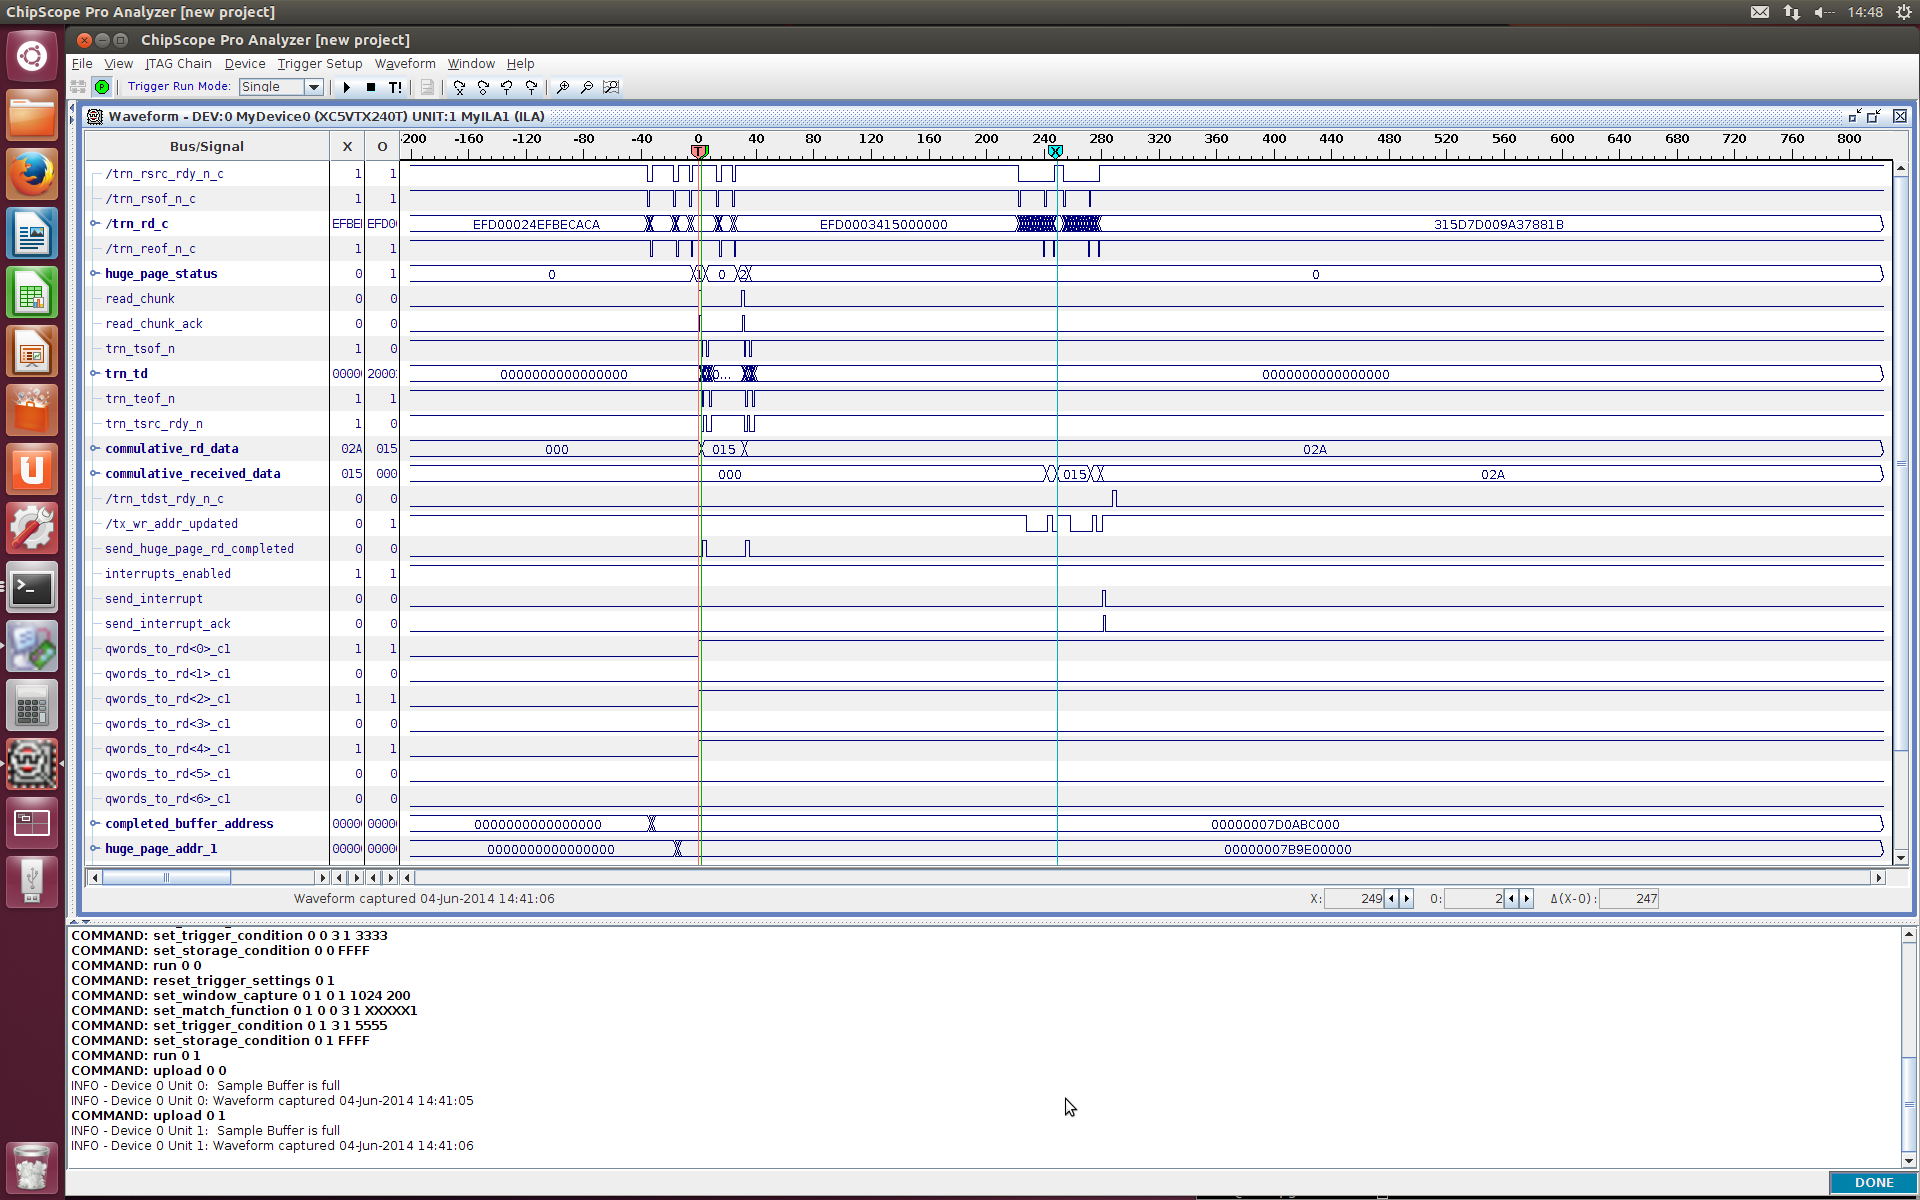 ChipScope Pro Analyzer [new project]
14:48
ChipScope Pro Analyzer [new project]
File View JTAG Chain Device Trigger Setup Waveform Window Help
Trigger Run Mode: Single T!
Waveform - DEV:0 MyDevice0 (XC5VTX240T) UNIT:1 MyILA1 (ILA)
Bus/Signal X O -200 -160 -120 -80 -40 0 40 80 120 160 200 240 280 320 360 400 440 480 520 560 600 640 680 720 760 800
T X
/trn_rsrc_rdy_n_c 1 1
/trn_rsof_n_c 1 1
/trn_rd_c EFBE EFD0 EFD00024EFBECACA EFD0003415000000 315D7D009A37881B
/trn_reof_n_c 1 1
huge_page_status 0 1 0 1 0 2 0
read_chunk 0 0
read_chunk_ack 0 0
trn_tsof_n 1 0
trn_td 0000 2000 0000000000000000 0... 0000000000000000
trn_teof_n 1 1
trn_tsrc_rdy_n 1 0
commulative_rd_data 02A 015 000 015 02A
commulative_received_data 015 000 000 015 02A
/trn_tdst_rdy_n_c 0 0
/tx_wr_addr_updated 0 1
send_huge_page_rd_completed 0 0
interrupts_enabled 1 1
send_interrupt 0 0
send_interrupt_ack 0 0
qwords_to_rd<0>_c1 1 1
qwords_to_rd<1>_c1 0 0
qwords_to_rd<2>_c1 1 1
qwords_to_rd<3>_c1 0 0
qwords_to_rd<4>_c1 1 1
qwords_to_rd<5>_c1 0 0
qwords_to_rd<6>_c1 0 0
completed_buffer_address 0000 0000 0000000000000000 00000007D0ABC000
huge_page_addr_1 0000 0000 0000000000000000 00000007B9E00000
Waveform captured 04-Jun-2014 14:41:06 X: 249 O: 2 Δ(X-O): 247
COMMAND: set_trigger_condition 0 0 3 1 3333
COMMAND: set_storage_condition 0 0 FFFF
COMMAND: run 0 0
COMMAND: reset_trigger_settings 0 1
COMMAND: set_window_capture 0 1 0 1 1024 200
COMMAND: set_match_function 0 1 0 0 3 1 XXXXX1
COMMAND: set_trigger_condition 0 1 3 1 5555
COMMAND: set_storage_condition 0 1 FFFF
COMMAND: run 0 1
COMMAND: upload 0 0
INFO - Device 0 Unit 0: Sample Buffer is full
INFO - Device 0 Unit 0: Waveform captured 04-Jun-2014 14:41:05
COMMAND: upload 0 1
INFO - Device 0 Unit 1: Sample Buffer is full
INFO - Device 0 Unit 1: Waveform captured 04-Jun-2014 14:41:06
DONE